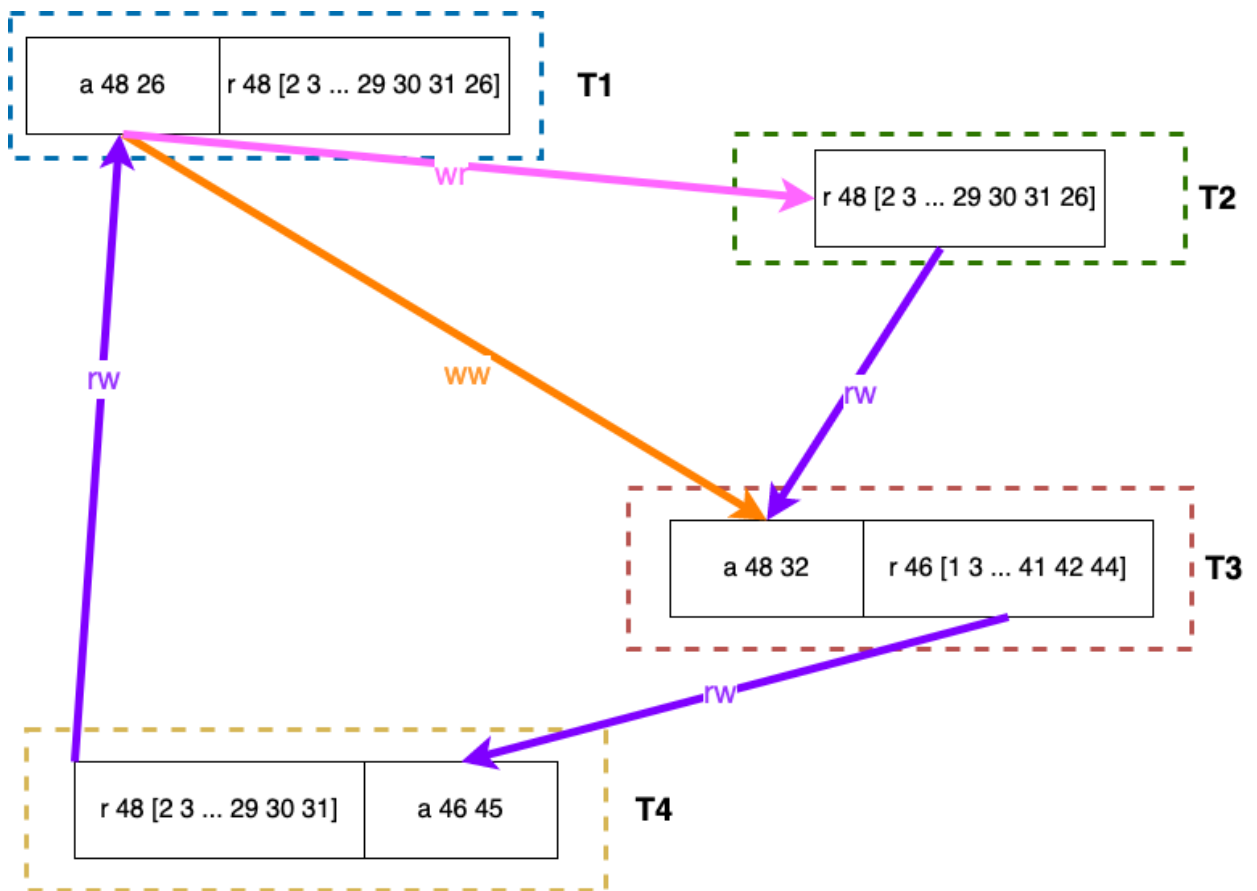 a 48 26
r 48 [2 3 ... 29 30 31 26]
T1
wr
r 48 [2 3 ... 29 30 31 26]
T2
rw
ww
rw
a 48 32
r 46 [1 3 ... 41 42 44]
T3
rw
r 48 [2 3 ... 29 30 31]
a 46 45
T4